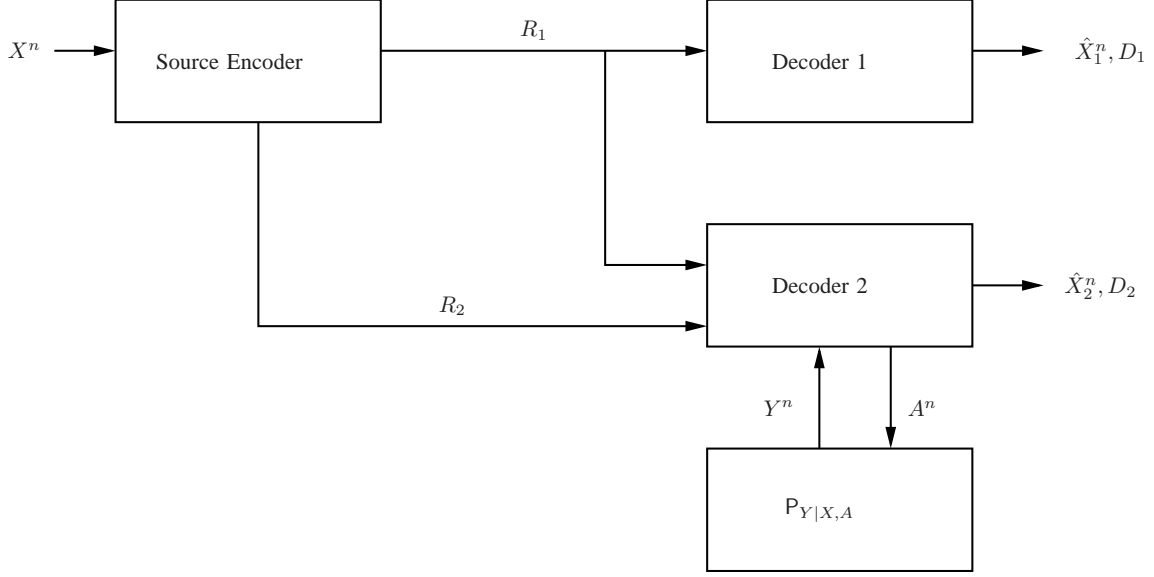 X^n
Source Encoder
R_1
Decoder 1
\hat{X}_1^n, D_1
Decoder 2
\hat{X}_2^n, D_2
R_2
Y^n
A^n
P_{Y|X,A}